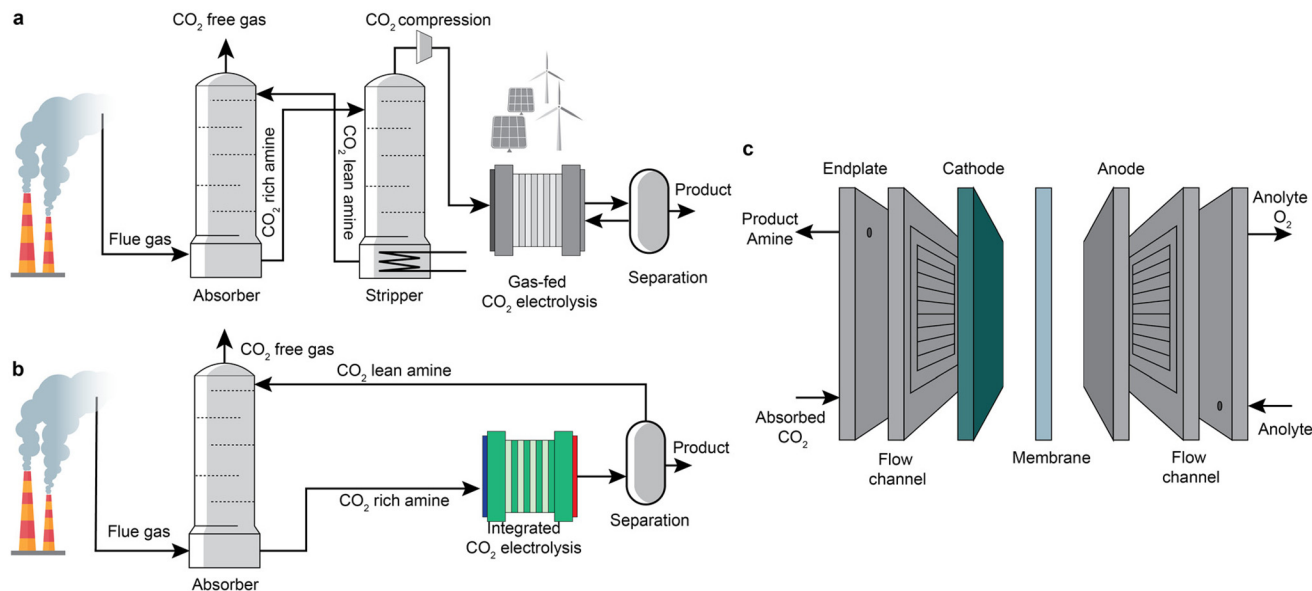 a
CO2 free gas
CO2 compression
CO2 rich amine
CO2 lean amine
Flue gas
Absorber
Stripper
Gas-fed
CO2 electrolysis
Product
Separation
b
CO2 free gas
CO2 lean amine
Flue gas
CO2 rich amine
Absorber
Integrated
CO2 electrolysis
Product
Separation
c
Endplate
Cathode
Anode
Product
Amine
Anolyte
O2
Absorbed
CO2
Anolyte
Flow
channel
Membrane
Flow
channel